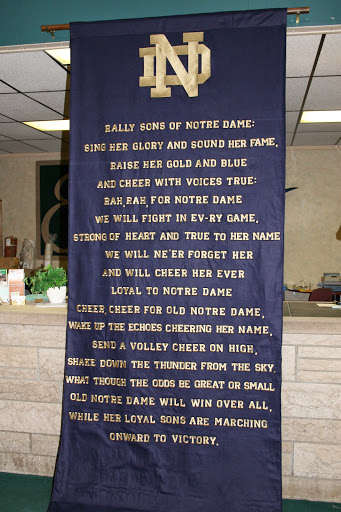 ND
RALLY SONS OF NOTRE DAME:
SING HER GLORY AND SOUND HER FAME,
RAISE HER GOLD AND BLUE
AND CHEER WITH VOICES TRUE:
RAH, RAH, FOR NOTRE DAME
WE WILL FIGHT IN EV-RY GAME,
STRONG OF HEART AND TRUE TO HER NAME
WE WILL NE'ER FORGET HER
AND WILL CHEER HER EVER
LOYAL TO NOTRE DAME
CHEER, CHEER FOR OLD NOTRE DAME,
WAKE UP THE ECHOES CHEERING HER NAME,
SEND A VOLLEY CHEER ON HIGH,
SHAKE DOWN THE THUNDER FROM THE SKY.
WHAT THOUGH THE ODDS BE GREAT OR SMALL
OLD NOTRE DAME WILL WIN OVER ALL,
WHILE HER LOYAL SONS ARE MARCHING
ONWARD TO VICTORY.